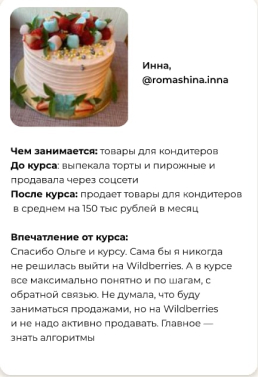 Инна,
@romashina.inna
Чем занимается: товары для кондитеров
До курса: выпекала торты и пирожные и
продавала через соцсети
После курса: продает товары для кондитеров
в среднем на 150 тыс рублей в месяц
Впечатление от курса:
Спасибо Ольге и курсу. Сама бы я никогда
не решилась выйти на Wildberries. А в курсе
все максимально понятно и по шагам, с
обратной связью. Не думала, что буду
заниматься продажами, но на Wildberries
и не надо активно продавать. Главное —
знать алгоритмы